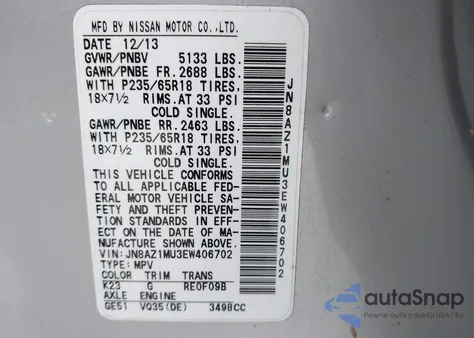 MFD BY NISSAN MOTOR CO.,LTD.
DATE 12/13
GVWR/PNBV 5133 LBS.
GAWR/PNBE FR. 2688 LBS.
WITH P235/65R18 TIRES,
18x7½ RIMS. AT 33 PSI
COLD SINGLE.
GAWR/PNBE RR. 2463 LBS.
WITH P235/65R18 TIRES,
18x7½ RIMS. AT 33 PSI
COLD SINGLE.
THIS VEHICLE CONFORMS
TO ALL APPLICABLE FED-
ERAL MOTOR VEHICLE SA-
FETY AND THEFT PREVEN-
TION STANDARDS IN EFF-
ECT ON THE DATE OF MA-
NUFACTURE SHOWN ABOVE.
VIN: JN8AZ1MU3EW406702
TYPE: MPV
COLOR TRIM TRANS
K23 G RE0F09B
AXLE ENGINE
GE51 VQ35(DE) 3498CC
JN8AZ1MU3EW406702
autoSnap
Pewne auto z USA i EU!